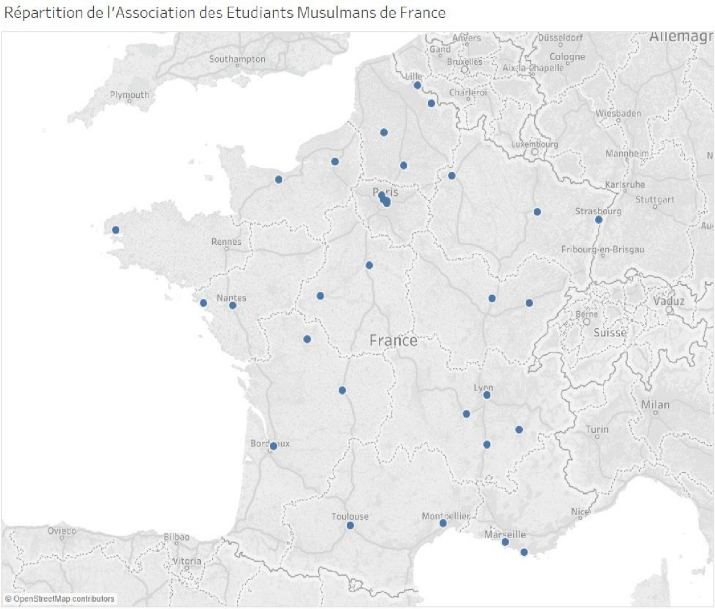 Répartition de l'Association des Etudiants Musulmans de France
Anvers
Düsseldorf
Allemagr
Gand
Southampton
Bruxelles
Cologne
Aix-la-Chapelle
Lille
Plymouth
Charleroi
Wiesbaden
Luxembourg
Mannheim
N
Karlsruhe
Paris
Stuttgart
Strasbourg
Au
Rennes
Fribourg-en-Brisgau
Nantes
Vaduz
Berne
Suisse
France
Lyon
Milan
Turin
Bordeaux
Toulouse
Montpellier
Nice
Oviedo
Marseille
Bilbao
Vitoria
© OpenStreetMap contributors